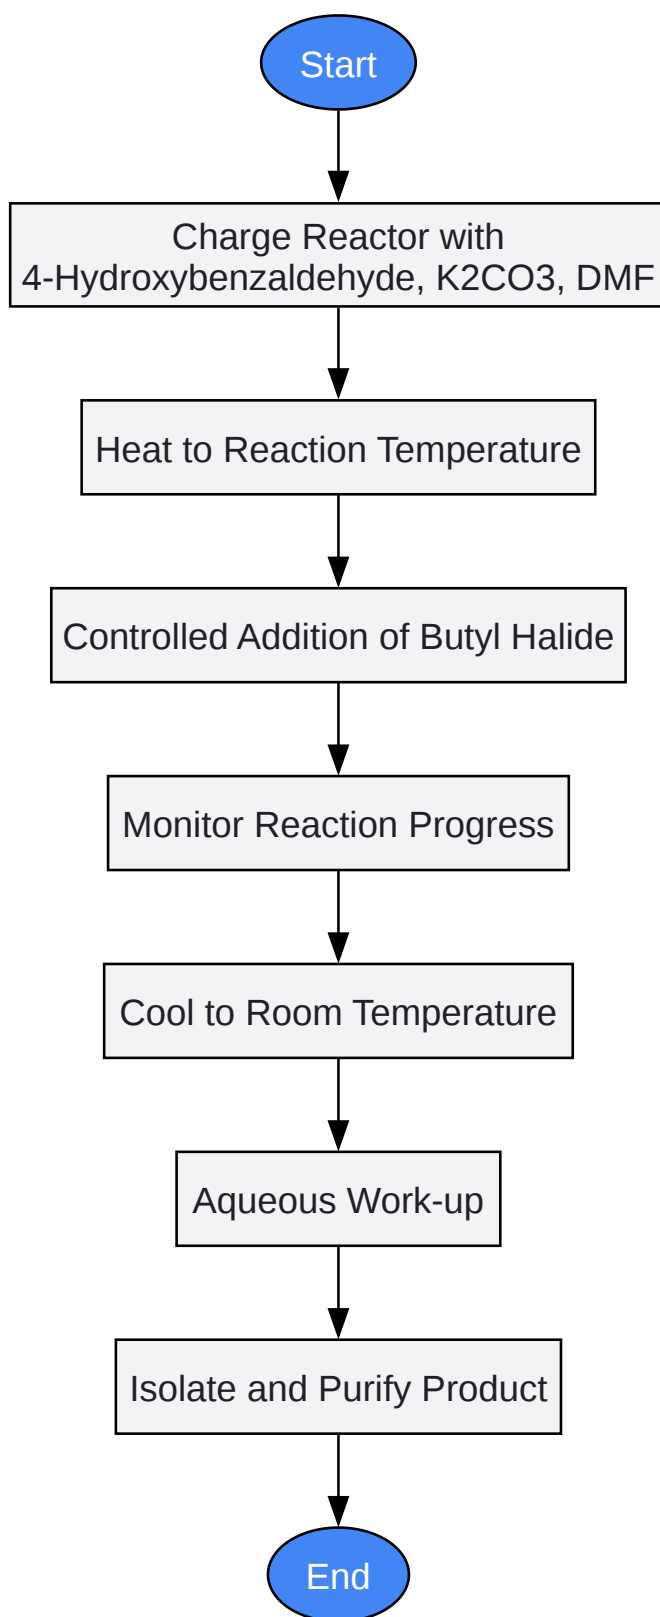 Start
Charge Reactor with
4-Hydroxybenzaldehyde, K2CO3, DMF
Heat to Reaction Temperature
Controlled Addition of Butyl Halide
Monitor Reaction Progress
Cool to Room Temperature
Aqueous Work-up
Isolate and Purify Product
End